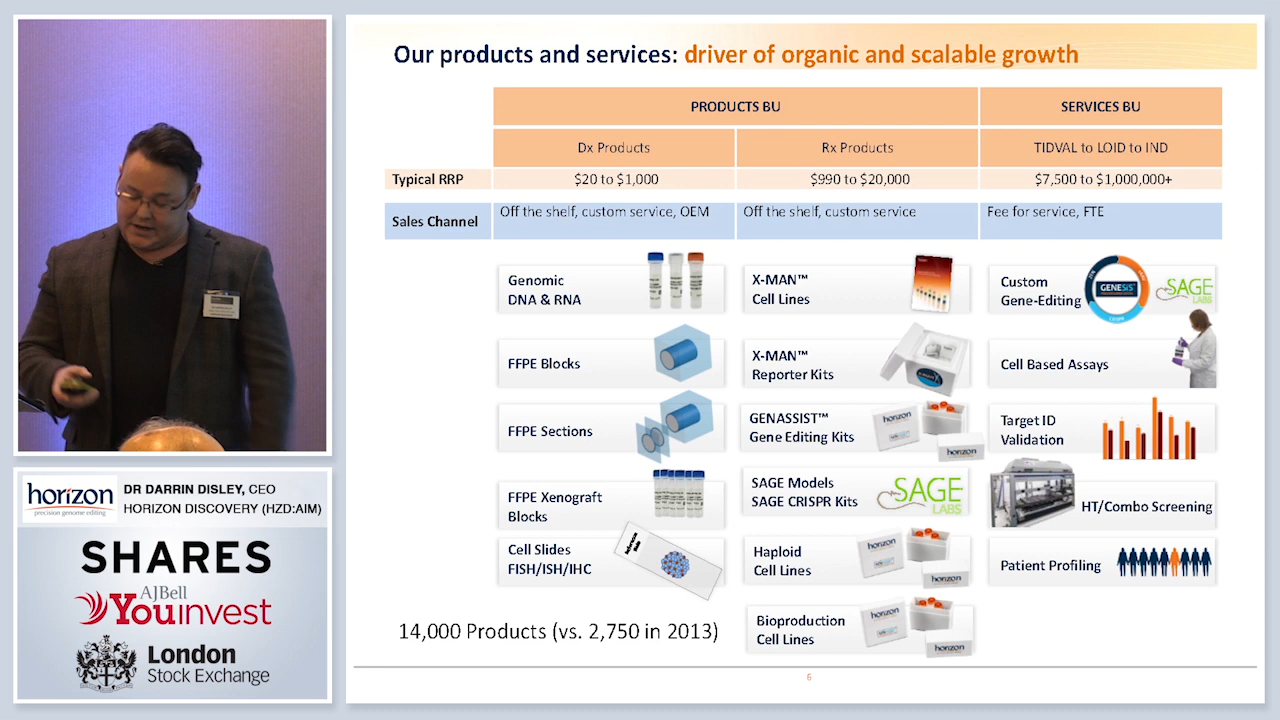 Our products and services: driver of organic and scalable growth
PRODUCTS BU
SERVICES BU
Dx Products
Rx Products
TIDVAL to LOID to IND
Typical RRP
$20 to $1,000
$990 to $20,000
$7,500 to $1,000,000+
Sales Channel
Off the shelf, custom service, OEM
Off the shelf, custom service
Fee for service, FTE
Genomic
DNA & RNA
FFPE Blocks
FFPE Sections
FFPE Xenograft
Blocks
Cell Slides
FISH/ISH/IHC
X-MAN™
Cell Lines
X-MAN™
Reporter Kits
GENASSIST™
Gene Editing Kits
horizon
horizon
SAGE Models
SAGE CRISPR Kits
SAGE
LABS
Haploid
Cell Lines
horizon
horizon
Bioproduction
Cell Lines
horizon
horizon
Custom
Gene-Editing
GENESIS
CRISPR
SAGE
LABS
Cell Based Assays
Target ID
Validation
HT/Combo Screening
Patient Profiling
14,000 Products (vs. 2,750 in 2013)
6
horizon
precision genome editing
DR DARRIN DISLEY, CEO
HORIZON DISCOVERY (HZD:AIM)
SHARES
AJBell
Youinvest
London
Stock Exchange